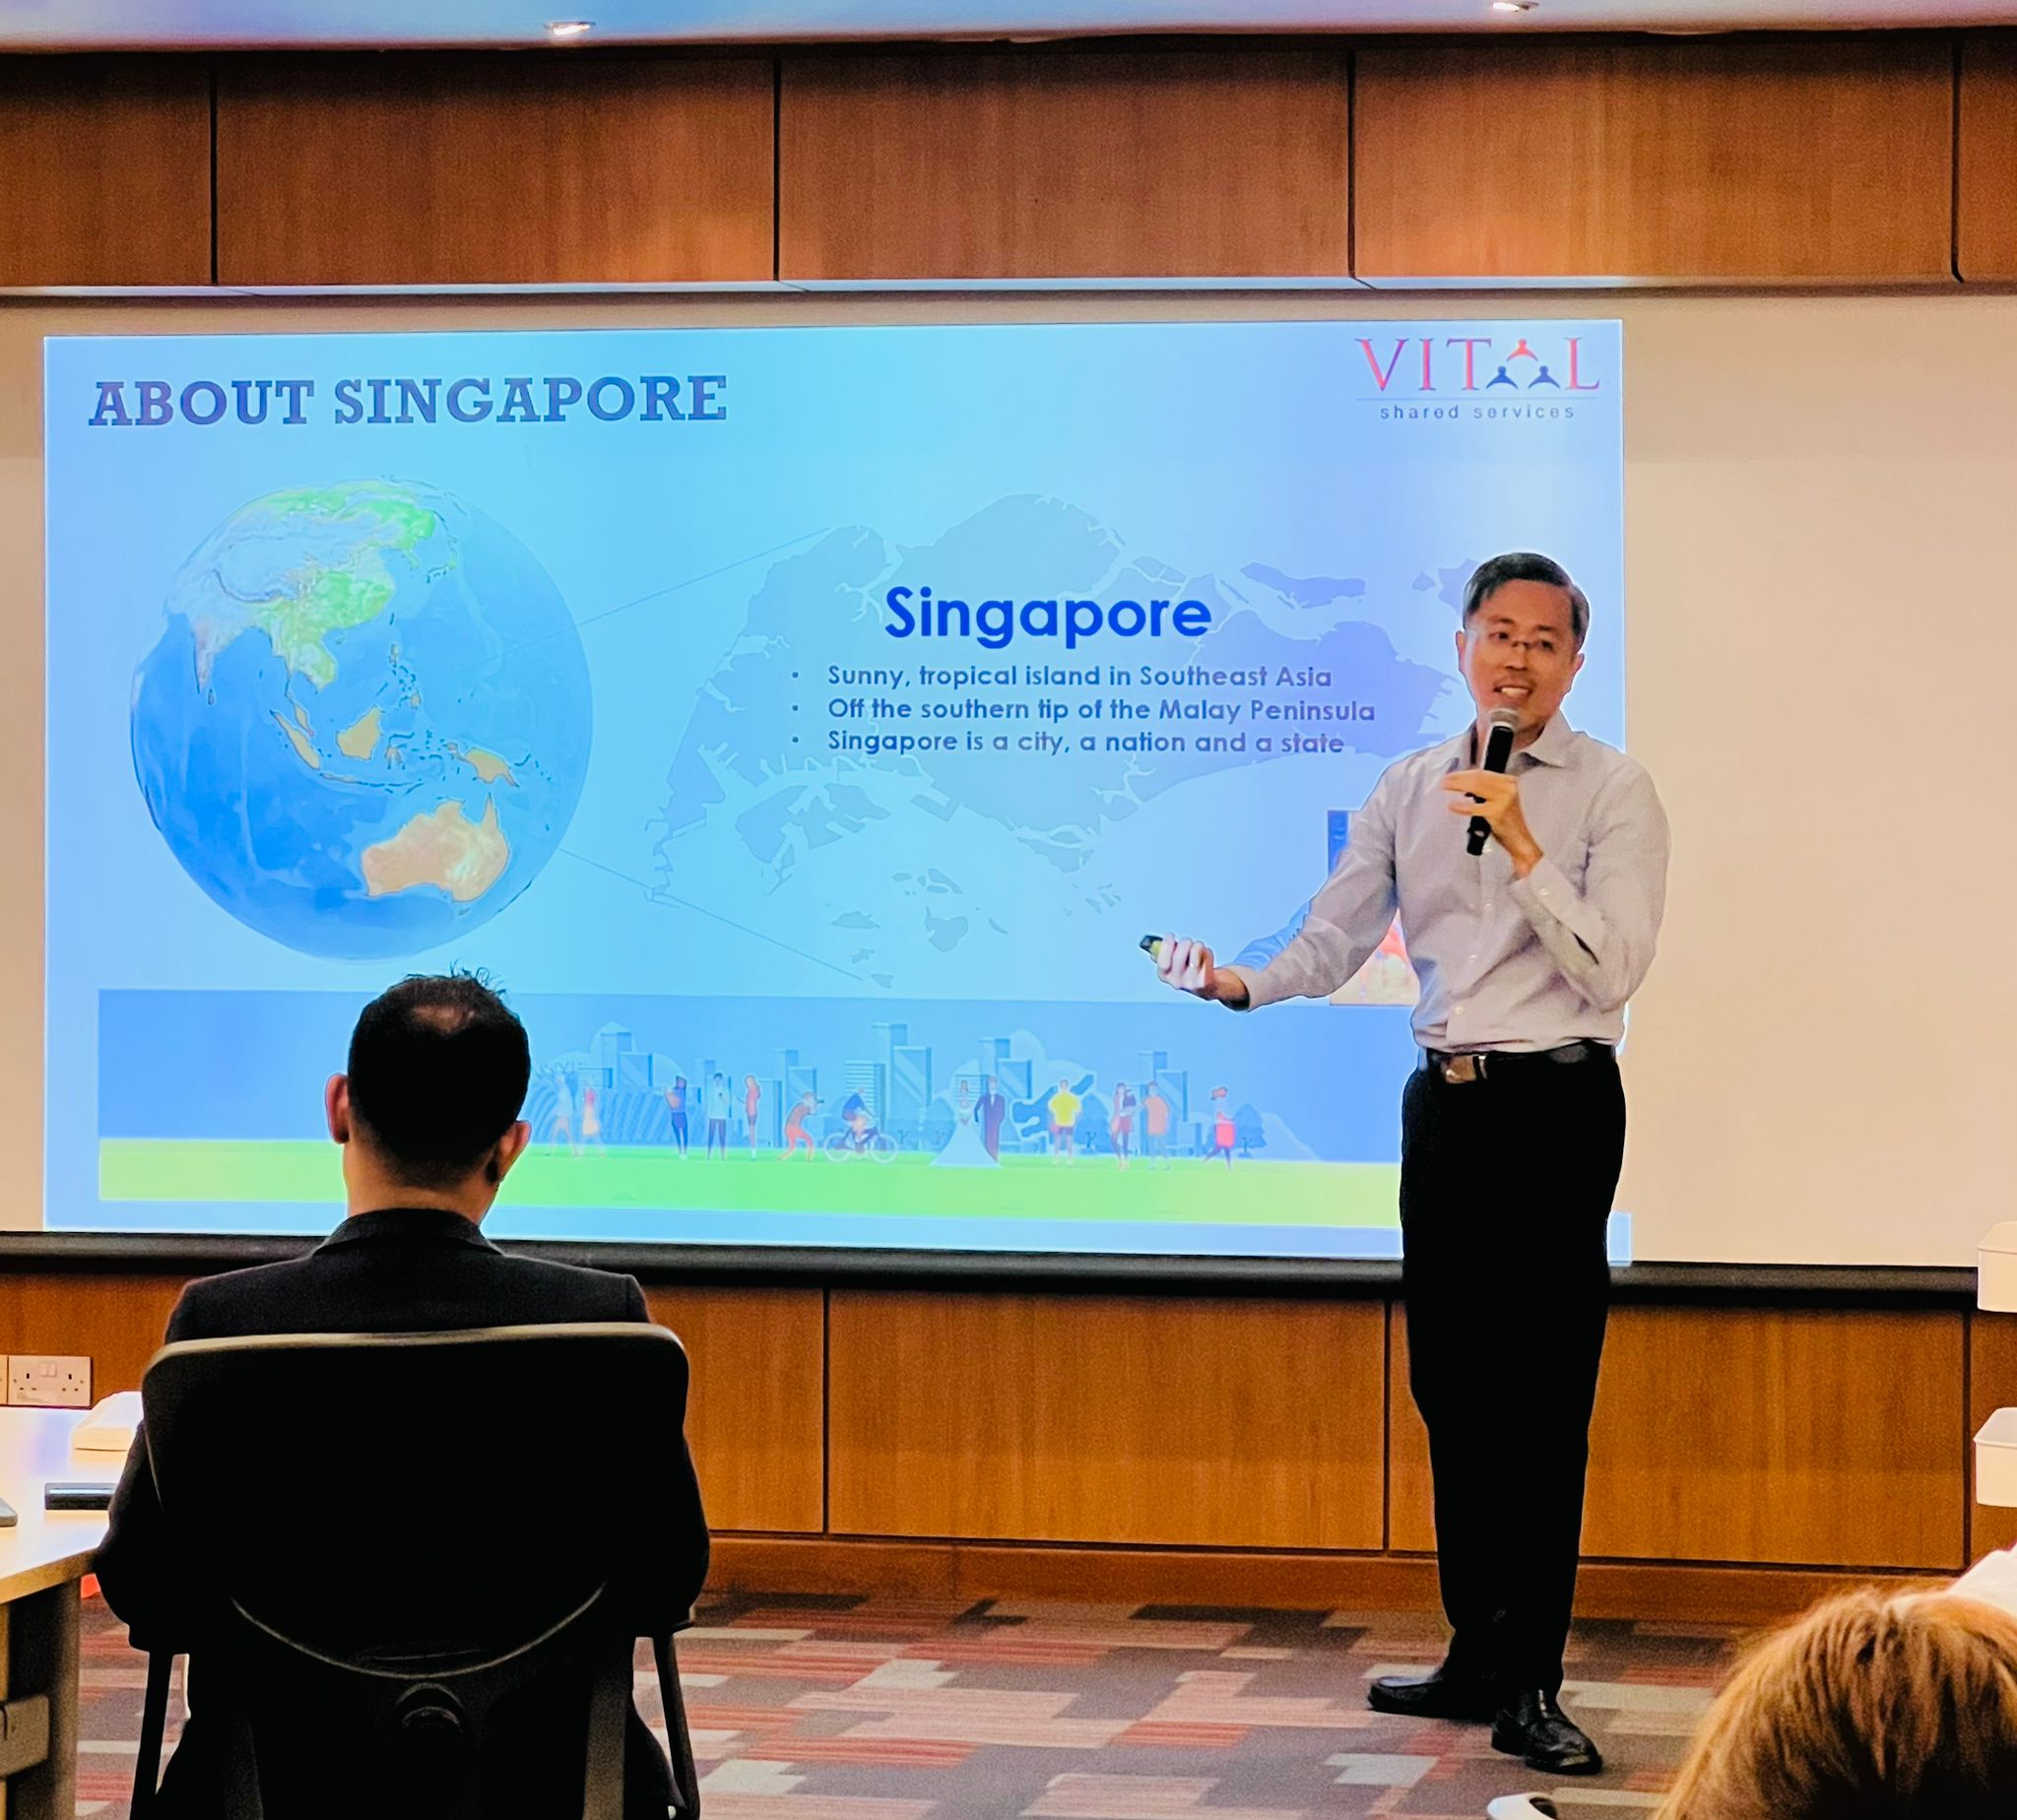 ABOUT SINGAPORE
VITAL
shared services
Singapore
• Sunny, tropical island in Southeast Asia
• Off the southern tip of the Malay Peninsula
• Singapore is a city, a nation and a state